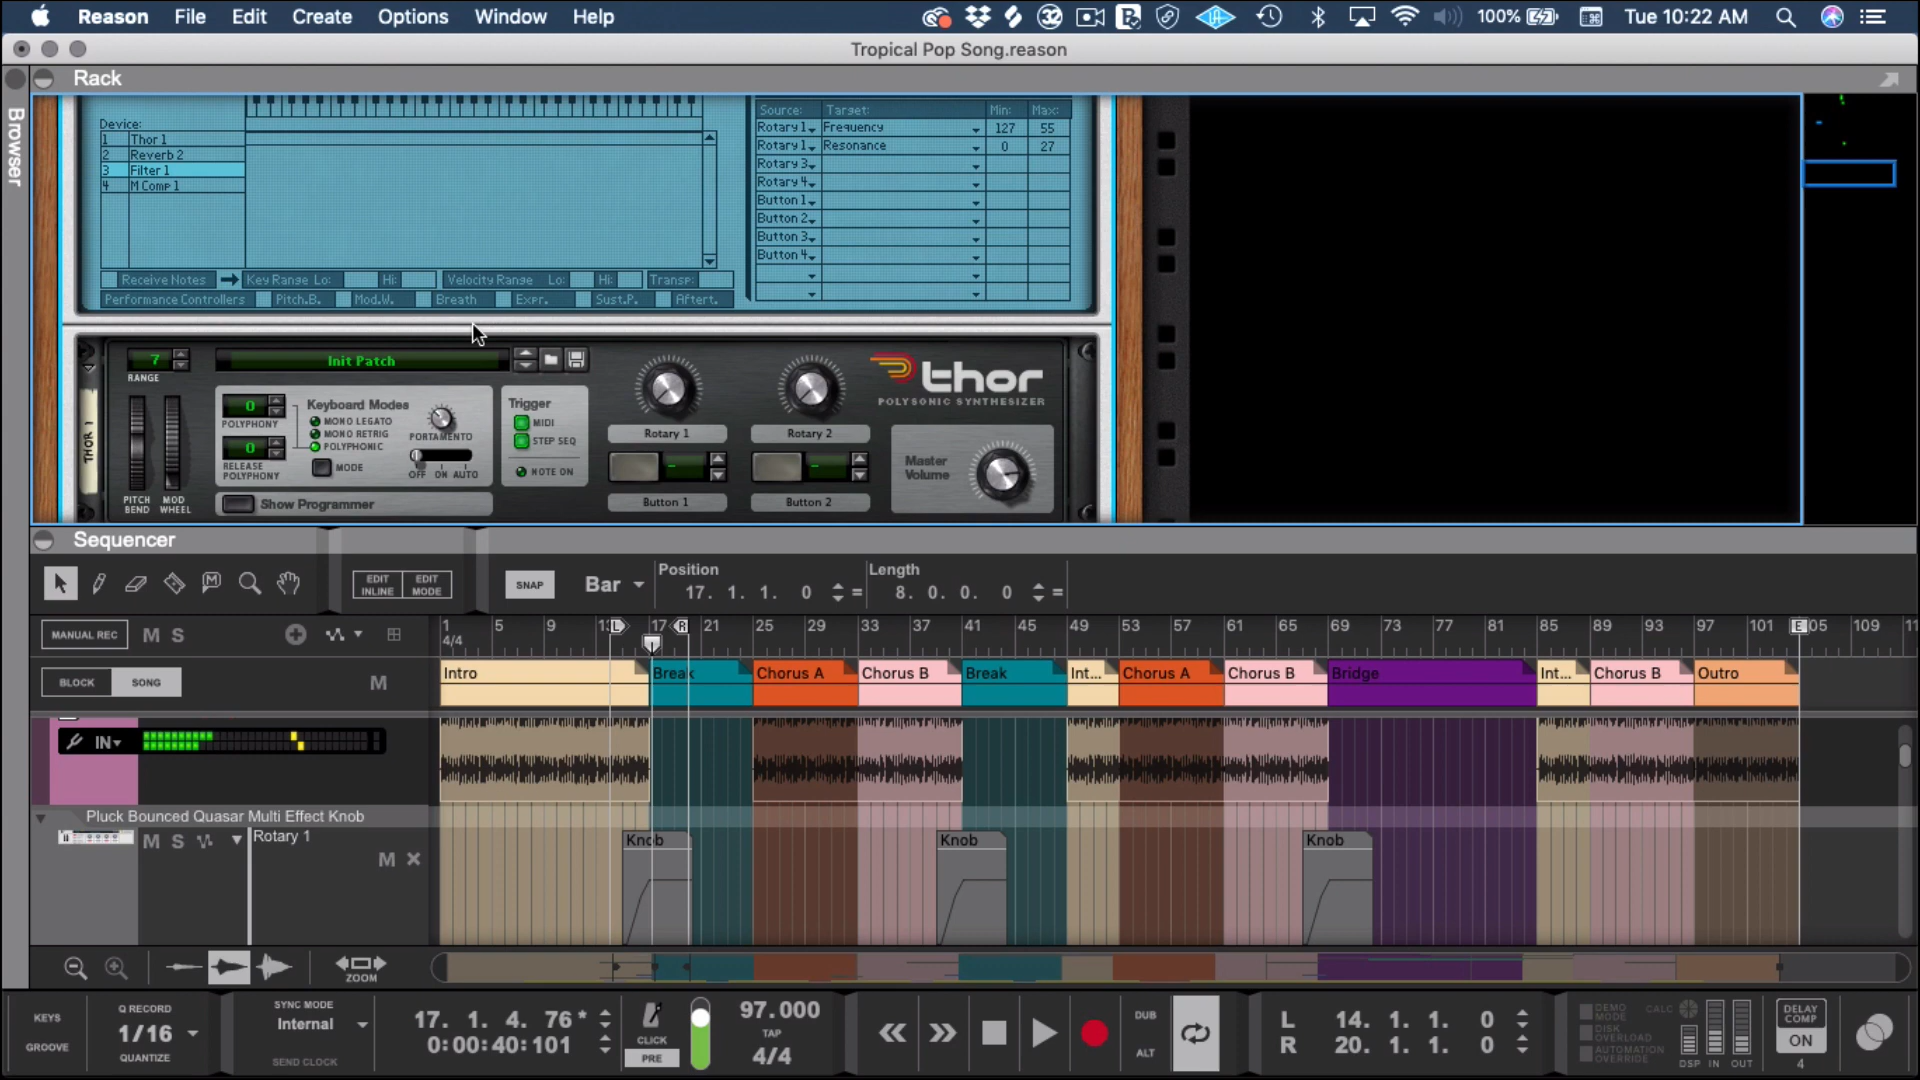 Reason File Edit Create Options Window Help 100% Tue 10:22 AM
Tropical Pop Song.reason
Rack
Browser
Device:
1 Thor 1
2 Reverb 2
3 Filter 1
4 M Comp 1
Source: Target: Min: Max:
Rotary 1 Frequency 127 55
Rotary 1 Resonance 0 27
Rotary 3
Rotary 4
Button 1
Button 2
Button 3
Button 4
Receive Notes Key Range Lo: Hi: Velocity Range Lo: Hi: Transp:
Performance Controllers Pitch.B. Mod.W. Breath Expr. Sust.P. Aftert.
THOR 1
7
RANGE
Init Patch
PITCH BEND
MOD WHEEL
0
POLYPHONY
0
RELEASE POLYPHONY
Keyboard Modes
MONO LEGATO
MONO RETRIG
POLYPHONIC
MODE
PORTAMENTO
OFF ON AUTO
Show Programmer
Trigger
MIDI
STEP SEQ
NOTE ON
Rotary 1
Rotary 2
Button 1
Button 2
thor
POLYSONIC SYNTHESIZER
Master Volume
Sequencer
EDIT INLINE
EDIT MODE
SNAP
Bar
Position
17. 1. 1. 0
=
Length
8. 0. 0. 0
=
MANUAL REC M S
1 5 9 13 L 17 R 21 25 29 33 37 41 45 49 53 57 61 65 69 73 77 81 85 89 93 97 101 E 05 109 11
4/4
BLOCK SONG M
Intro Break Chorus A Chorus B Break Int... Chorus A Chorus B Bridge Int... Chorus B Outro
IN
Pluck Bounced Quasar Multi Effect Knob
M S Rotary 1
M
Knob Knob Knob
ZOOM
KEYS
GROOVE
Q RECORD
1/16
QUANTIZE
SYNC MODE
Internal
SEND CLOCK
17. 1. 4. 76 *
0:00:40:101
CLICK
PRE
97.000
TAP
4/4
DUB
ALT
L 14. 1. 1. 0
R 20. 1. 1. 0
DEMO MODE
DISK OVERLOAD
AUTOMATION OVERRIDE
CALC
DSP IN OUT
DELAY COMP
ON
4